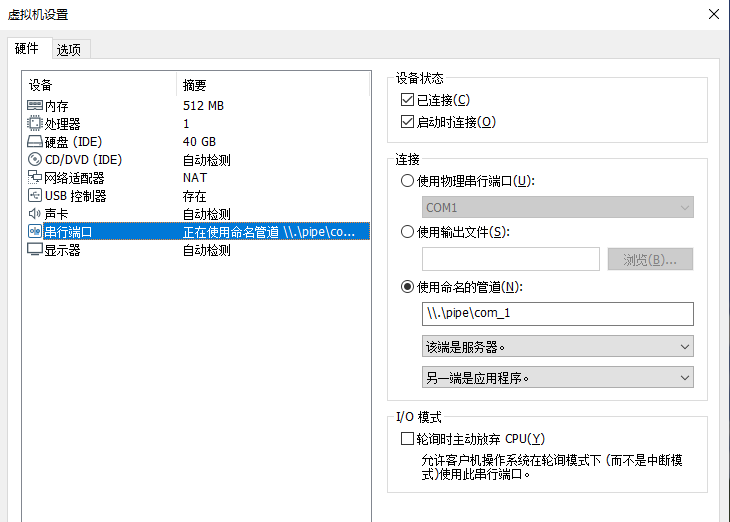 虚拟机设置
硬件 选项
设备 摘要
内存 512 MB
处理器 1
硬盘 (IDE) 40 GB
CD/DVD (IDE) 自动检测
网络适配器 NAT
USB 控制器 存在
声卡 自动检测
串行端口 正在使用命名管道 \\.\pipe\co...
显示器 自动检测
设备状态
已连接(C)
启动时连接(O)
连接
使用物理串行端口(U):
COM1
使用输出文件(S):
浏览(B)...
使用命名的管道(N):
\\.\pipe\com_1
该端是服务器。
另一端是应用程序。
I/O 模式
轮询时主动放弃 CPU(Y)
允许客户机操作系统在轮询模式下 (而不是中断模
式)使用此串行端口。